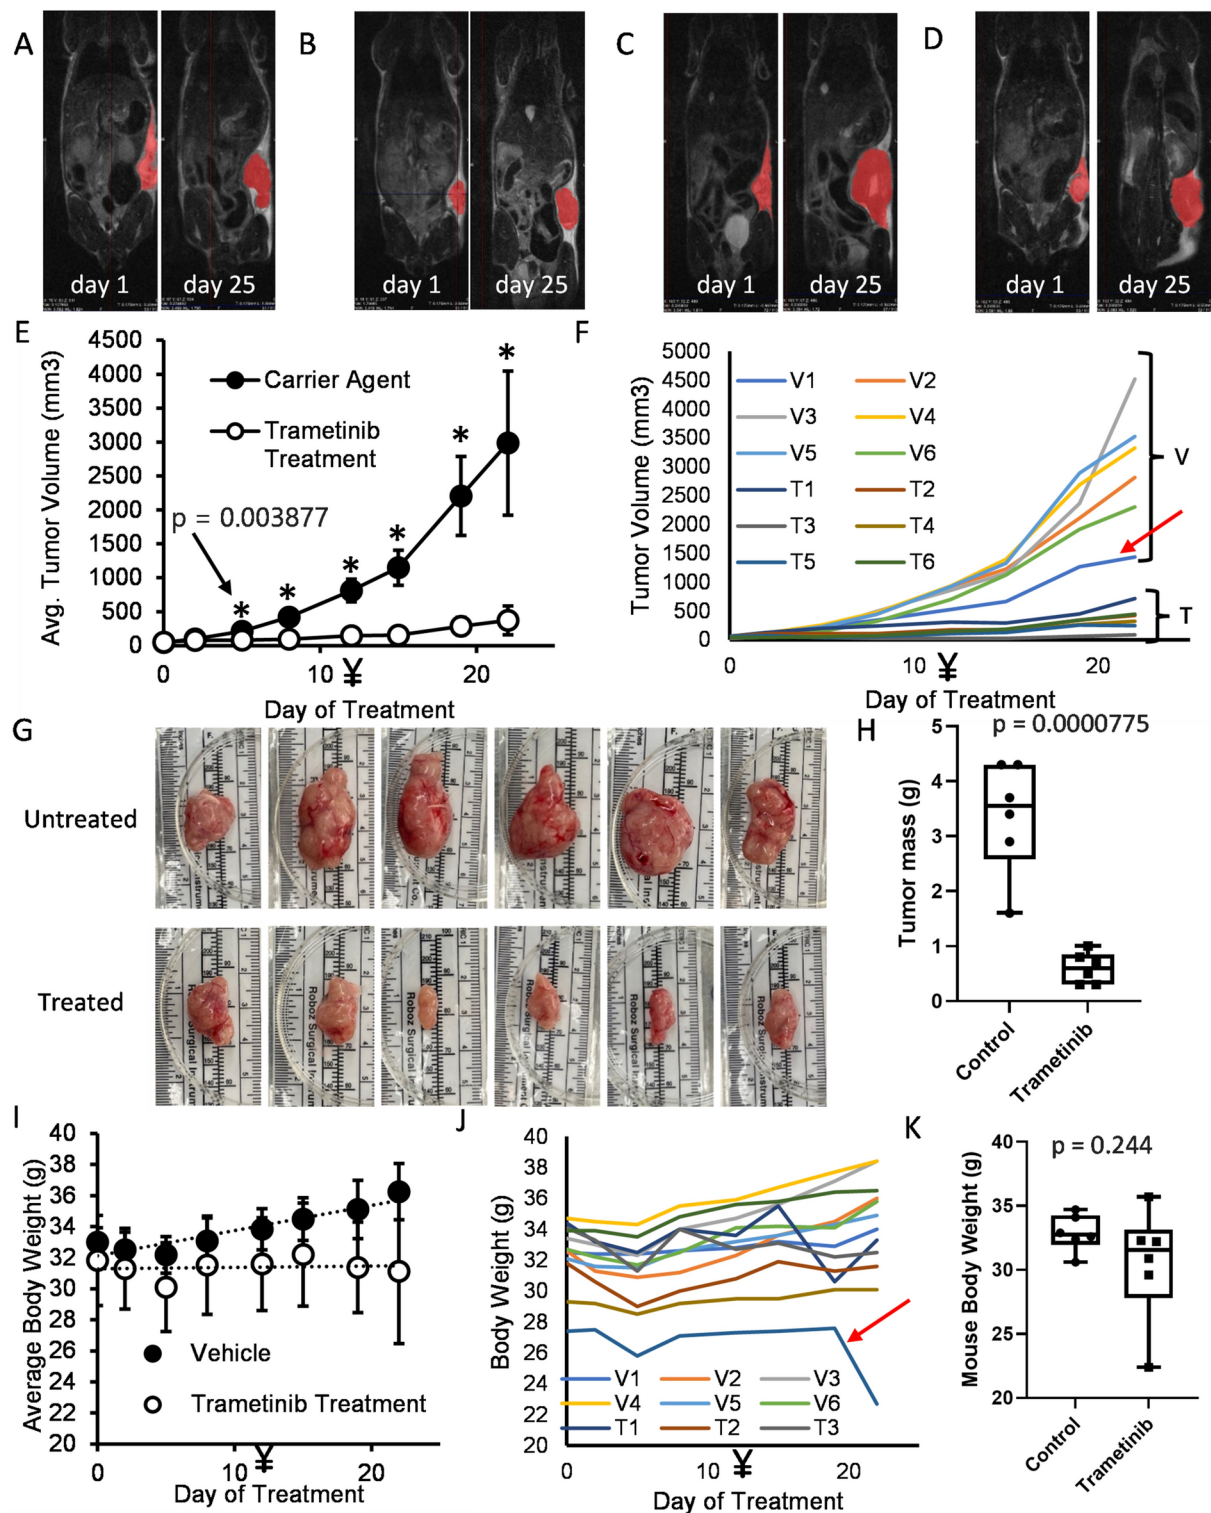 A
B
C
D
day 1
day 25
day 1
day 25
day 1
day 25
day 1
day 25
E
Avg. Tumor Volume (mm3)
4500
4000
3500
3000
2500
2000
1500
1000
500
0
Carrier Agent
Trametinib
Treatment
p = 0.003877
*
*
*
*
*
*
10
20
¥
Day of Treatment
F
Tumor Volume (mm3)
5000
4500
4000
3500
3000
2500
2000
1500
1000
500
0
V1
V2
V3
V4
V5
V6
T1
T2
T3
T4
T5
T6
V
T
0
10
20
¥
Day of Treatment
G
Untreated
Treated
Roboz Surgical Instrument Co.,
H
p = 0.0000775
Tumor mass (g)
5
4
3
2
1
0
Control
Trametinib
I
Average Body Weight (g)
40
38
36
34
32
30
28
26
24
22
20
Vehicle
Trametinib Treatment
0
10
20
¥
Day of Treatment
J
Body Weight (g)
40
38
36
34
32
30
28
26
24
22
20
V1
V2
V3
V4
V5
V6
T1
T2
T3
0
10
20
¥
Day of Treatment
K
p = 0.244
Mouse Body Weight (g)
40
35
30
25
20
Control
Trametinib